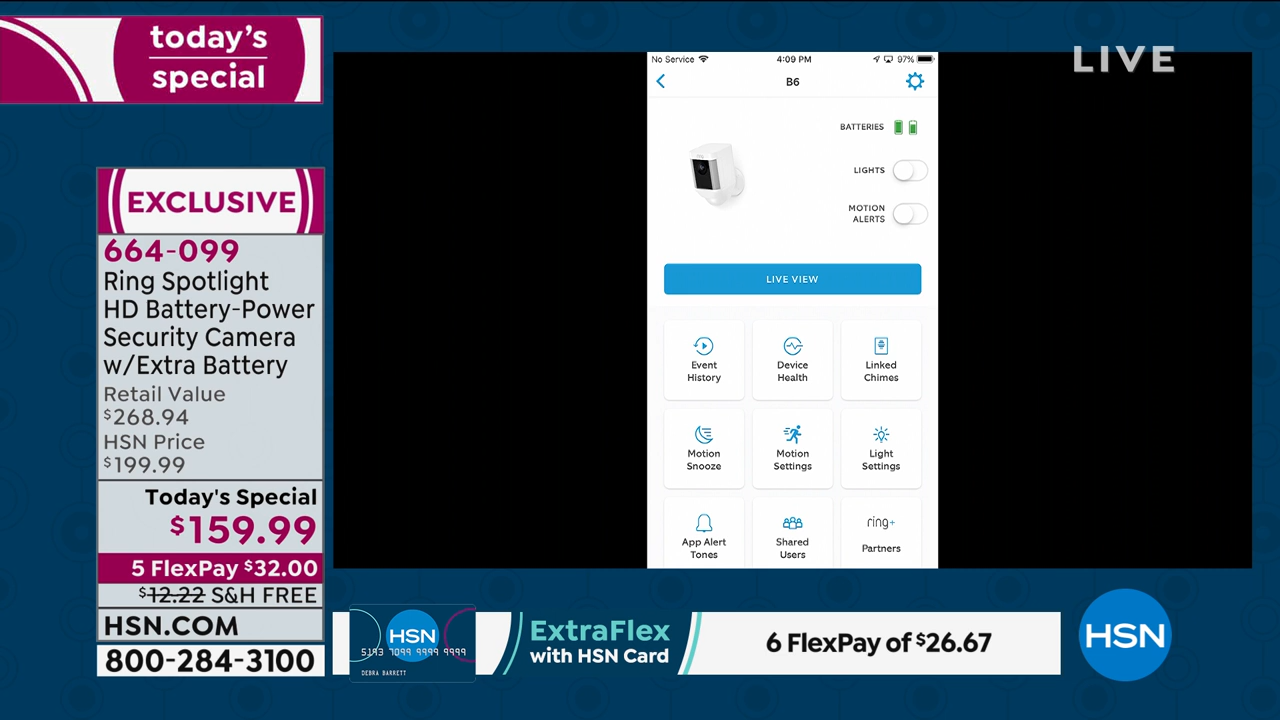 today's
special
LIVE
EXCLUSIVE
664-099
Ring Spotlight
HD Battery-Power
Security Camera
w/Extra Battery
Retail Value
$268.94
HSN Price
$199.99
Today's Special
$159.99
5 FlexPay $32.00
$12.22 S&H FREE
HSN.COM
800-284-3100
No Service
4:09 PM
97%
B6
BATTERIES
LIGHTS
MOTION
ALERTS
LIVE VIEW
Event
History
Device
Health
Linked
Chimes
Motion
Snooze
Motion
Settings
Light
Settings
App Alert
Tones
Shared
Users
ring+
Partners
HSN
5193 7099 9999 9999
DEBRA BARRETT
ExtraFlex
with HSN Card
6 FlexPay of $26.67
HSN